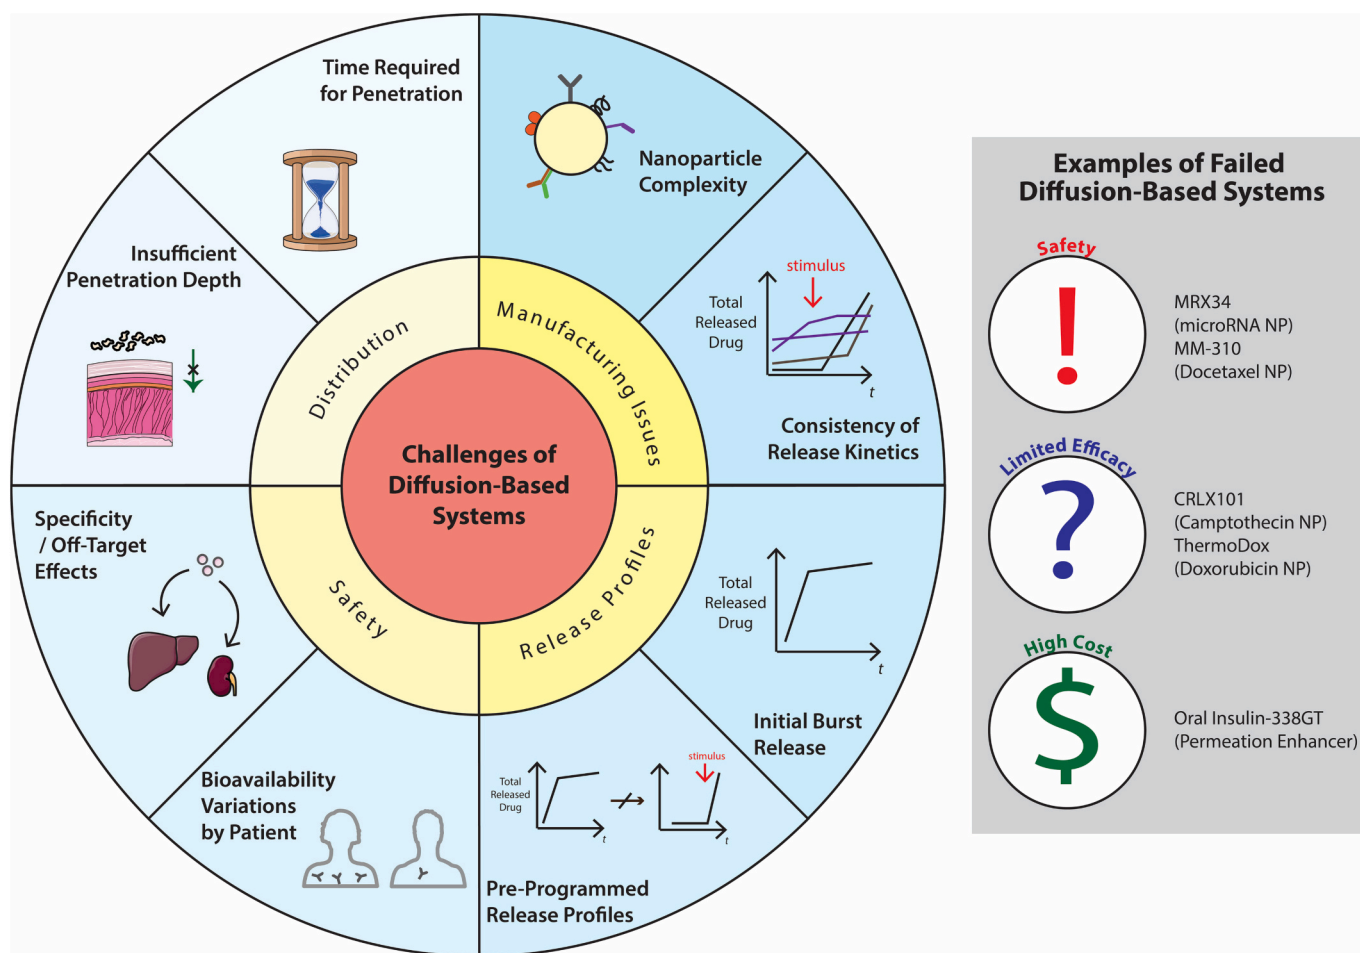 Time Required
for Penetration
Nanoparticle
Complexity
Insufficient
Penetration Depth
stimulus
Total
Released
Drug
t
Consistency of
Release Kinetics
Distribution
Manufacturing Issues
Challenges of
Diffusion-Based
Systems
Safety
Release Profiles
Specificity
/ Off-Target
Effects
Total
Released
Drug
t
Initial Burst
Release
Bioavailability
Variations
by Patient
Total
Released
Drug
t
stimulus
t
Pre-Programmed
Release Profiles
Examples of Failed
Diffusion-Based Systems
Safety
!
MRX34
(microRNA NP)
MM-310
(Docetaxel NP)
Limited Efficacy
?
CRLX101
(Camptothecin NP)
ThermoDox
(Doxorubicin NP)
High Cost
$
Oral Insulin-338GT
(Permeation Enhancer)